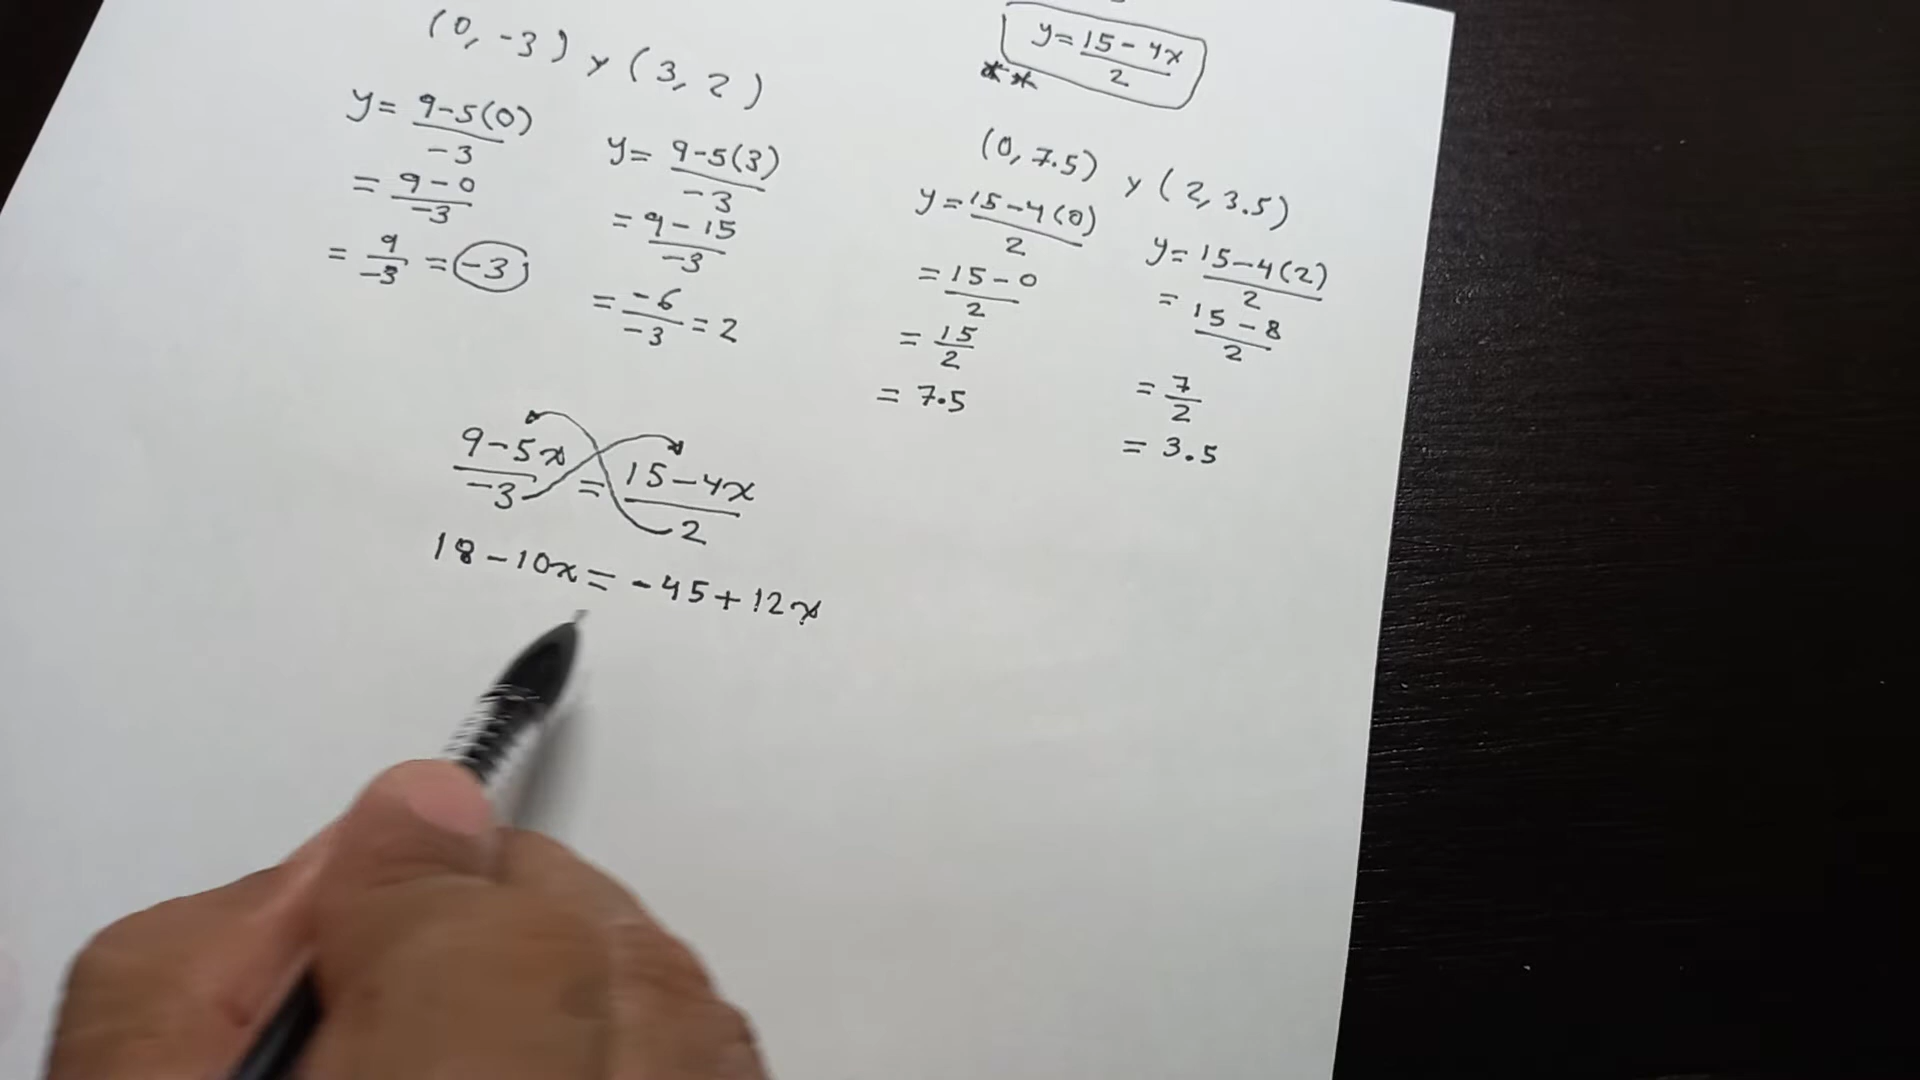 (0, -3) y (3, 2)
y = 9-5(0)/-3
= 9-0/-3
= 9/-3 = -3
y = 9-5(3)/-3
= 9-15/-3
= -6/-3 = 2
y = 15-4x/2
**
(0, 7.5) y (2, 3.5)
y = 15-4(0)/2
= 15-0/2
= 15/2
= 7.5
y = 15-4(2)/2
= 15-8/2
= 7/2
= 3.5
9-5x/-3 = 15-4x/2
18-10x = -45+12x